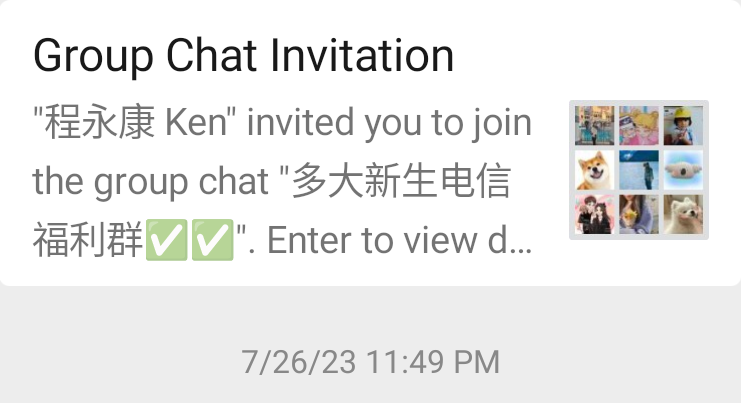 Group Chat Invitation
"程永康 Ken" invited you to join
the group chat "多大新生电信
福利群✅✅". Enter to view d...
7/26/23 11:49 PM